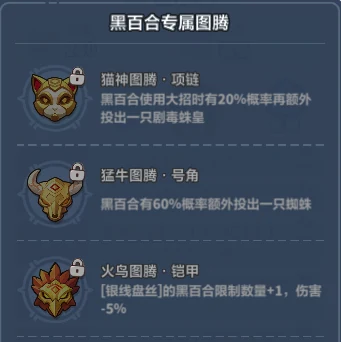 黑百合专属图腾
猫神图腾·项链
黑百合使用大招时有20%概率再额外
投出一只剧毒蛛皇
猛牛图腾·号角
黑百合有60%概率额外投出一只蜘蛛
火鸟图腾·铠甲
[银线盘丝]的黑百合限制数量+1，伤害
-5%